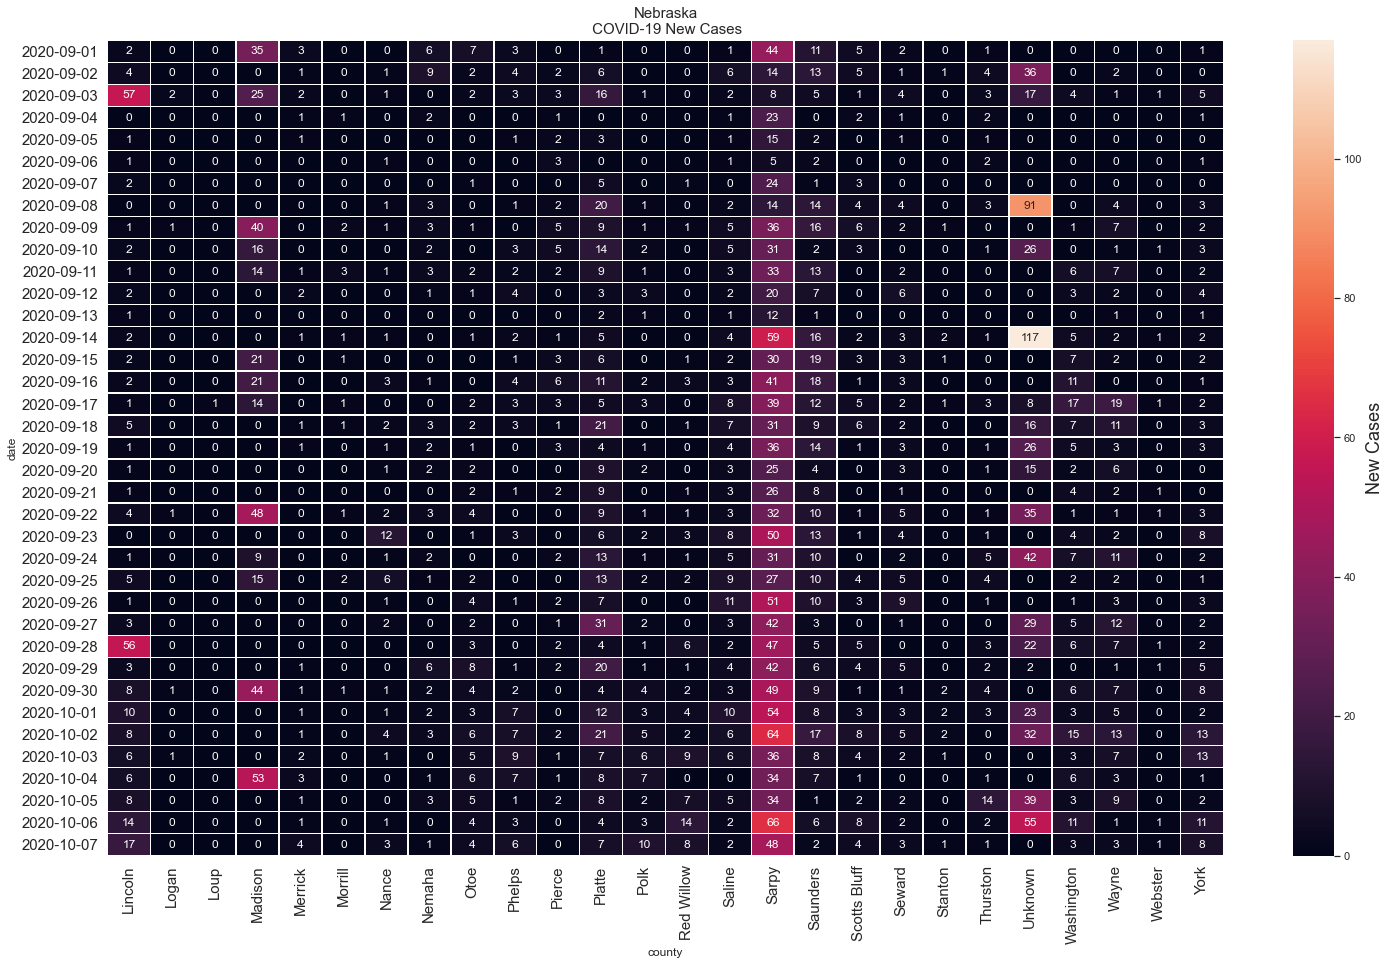 Nebraska
COVID-19 New Cases
2020-09-01 2 0 0 35 3 0 0 6 7 3 0 1 0 0 1 44 11 5 2 0 1 0 0 0 0 1
2020-09-02 4 0 0 0 1 0 1 9 2 4 2 6 0 0 6 14 13 5 1 1 4 36 0 2 0 0
2020-09-03 57 2 0 25 2 0 1 0 2 3 3 16 1 0 2 8 5 1 4 0 3 17 4 1 1 5
2020-09-04 0 0 0 0 1 1 0 2 0 0 1 0 0 0 1 23 0 2 1 0 2 0 0 0 0 1
2020-09-05 1 0 0 0 1 0 0 0 0 1 2 3 0 0 1 15 2 0 1 0 1 0 0 0 0 0
2020-09-06 1 0 0 0 0 0 1 0 0 0 3 0 0 0 1 5 2 0 0 0 2 0 0 0 0 1
2020-09-07 2 0 0 0 0 0 0 0 1 0 0 5 0 1 0 24 1 3 0 0 0 0 0 0 0 0
2020-09-08 0 0 0 0 0 0 1 3 0 1 2 20 1 0 2 14 14 4 4 0 3 91 0 4 0 3
2020-09-09 1 1 0 40 0 2 1 3 1 0 5 9 1 1 5 36 16 6 2 1 0 0 1 7 0 2
2020-09-10 2 0 0 16 0 0 0 2 0 3 5 14 2 0 5 31 2 3 0 0 1 26 0 1 1 3
2020-09-11 1 0 0 14 1 3 1 3 2 2 2 9 1 0 3 33 13 0 2 0 0 0 6 7 0 2
2020-09-12 2 0 0 0 2 0 0 1 1 4 0 3 3 0 2 20 7 0 6 0 0 0 3 2 0 4
2020-09-13 1 0 0 0 0 0 0 0 0 0 0 2 1 0 1 12 1 0 0 0 0 0 0 1 0 1
2020-09-14 2 0 0 0 1 1 1 0 1 2 1 5 0 0 4 59 16 2 3 2 1 117 5 2 1 2
2020-09-15 2 0 0 21 0 1 0 0 0 1 3 6 0 1 2 30 19 3 3 1 0 0 7 2 0 2
2020-09-16 2 0 0 21 0 0 3 1 0 4 6 11 2 3 3 41 18 1 3 0 0 0 11 0 0 1
2020-09-17 1 0 1 14 0 1 0 0 2 3 3 5 3 0 8 39 12 5 2 1 3 8 17 19 1 2
2020-09-18 5 0 0 0 1 1 2 3 2 3 1 21 0 1 7 31 9 6 2 0 0 16 7 11 0 3
2020-09-19 1 0 0 0 0 0 1 2 1 0 3 4 1 0 4 36 14 1 3 0 1 26 5 3 0 3
2020-09-20 1 0 0 0 0 0 1 2 2 0 0 9 2 0 3 25 4 0 3 0 1 15 2 6 0 0
2020-09-21 1 0 0 0 0 0 0 0 2 1 2 9 0 1 3 26 8 0 1 0 0 0 4 2 1 0
2020-09-22 4 1 0 48 0 1 2 3 4 0 0 9 1 1 3 32 10 1 5 0 1 35 1 1 1 3
2020-09-23 0 0 0 0 0 0 12 0 1 3 0 6 2 3 8 50 13 1 4 0 1 0 4 2 0 8
2020-09-24 1 0 0 9 0 0 1 2 0 0 2 13 1 1 5 31 10 0 2 0 5 42 7 11 0 2
2020-09-25 5 0 0 15 0 2 6 1 2 0 0 13 2 2 9 27 10 4 5 0 4 0 2 2 0 1
2020-09-26 1 0 0 0 0 0 1 0 4 1 2 7 0 0 11 51 10 3 9 0 1 0 1 3 0 3
2020-09-27 3 0 0 0 0 0 2 0 2 0 1 31 2 0 3 42 3 0 1 0 0 29 5 12 0 2
2020-09-28 56 0 0 0 0 0 0 0 3 0 2 4 1 6 2 47 5 5 0 0 3 22 6 7 1 2
2020-09-29 3 0 0 0 1 0 0 6 8 1 2 20 1 1 4 42 6 4 5 0 2 2 0 1 1 5
2020-09-30 8 1 0 44 1 1 1 2 4 2 0 4 4 2 3 49 9 1 1 2 4 0 6 7 0 8
2020-10-01 10 0 0 0 1 0 1 2 3 7 0 12 3 4 10 54 8 3 3 2 3 23 3 5 0 2
2020-10-02 8 0 0 0 1 0 4 3 6 7 2 21 5 2 6 64 17 8 5 2 0 32 15 13 0 13
2020-10-03 6 1 0 0 2 0 1 0 5 9 1 7 6 9 6 36 8 4 2 1 0 0 3 7 0 13
2020-10-04 6 0 0 53 3 0 0 1 6 7 1 8 7 0 0 34 7 1 0 0 1 0 6 3 0 1
2020-10-05 8 0 0 0 1 0 0 3 5 1 2 8 2 7 5 34 1 2 2 0 14 39 3 9 0 2
2020-10-06 14 0 0 0 1 0 1 0 4 3 0 4 3 14 2 66 6 8 2 0 2 55 11 1 1 11
2020-10-07 17 0 0 0 4 0 3 1 4 6 0 7 10 8 2 48 2 4 3 1 1 0 3 3 1 8
date
Lincoln Logan Loup Madison Merrick Morrill Nance Nemaha Otoe Phelps Pierce Platte Polk Red Willow Saline Sarpy Saunders Scotts Bluff Seward Stanton Thurston Unknown Washington Wayne Webster York
county
100
80
60
40
20
0
New Cases